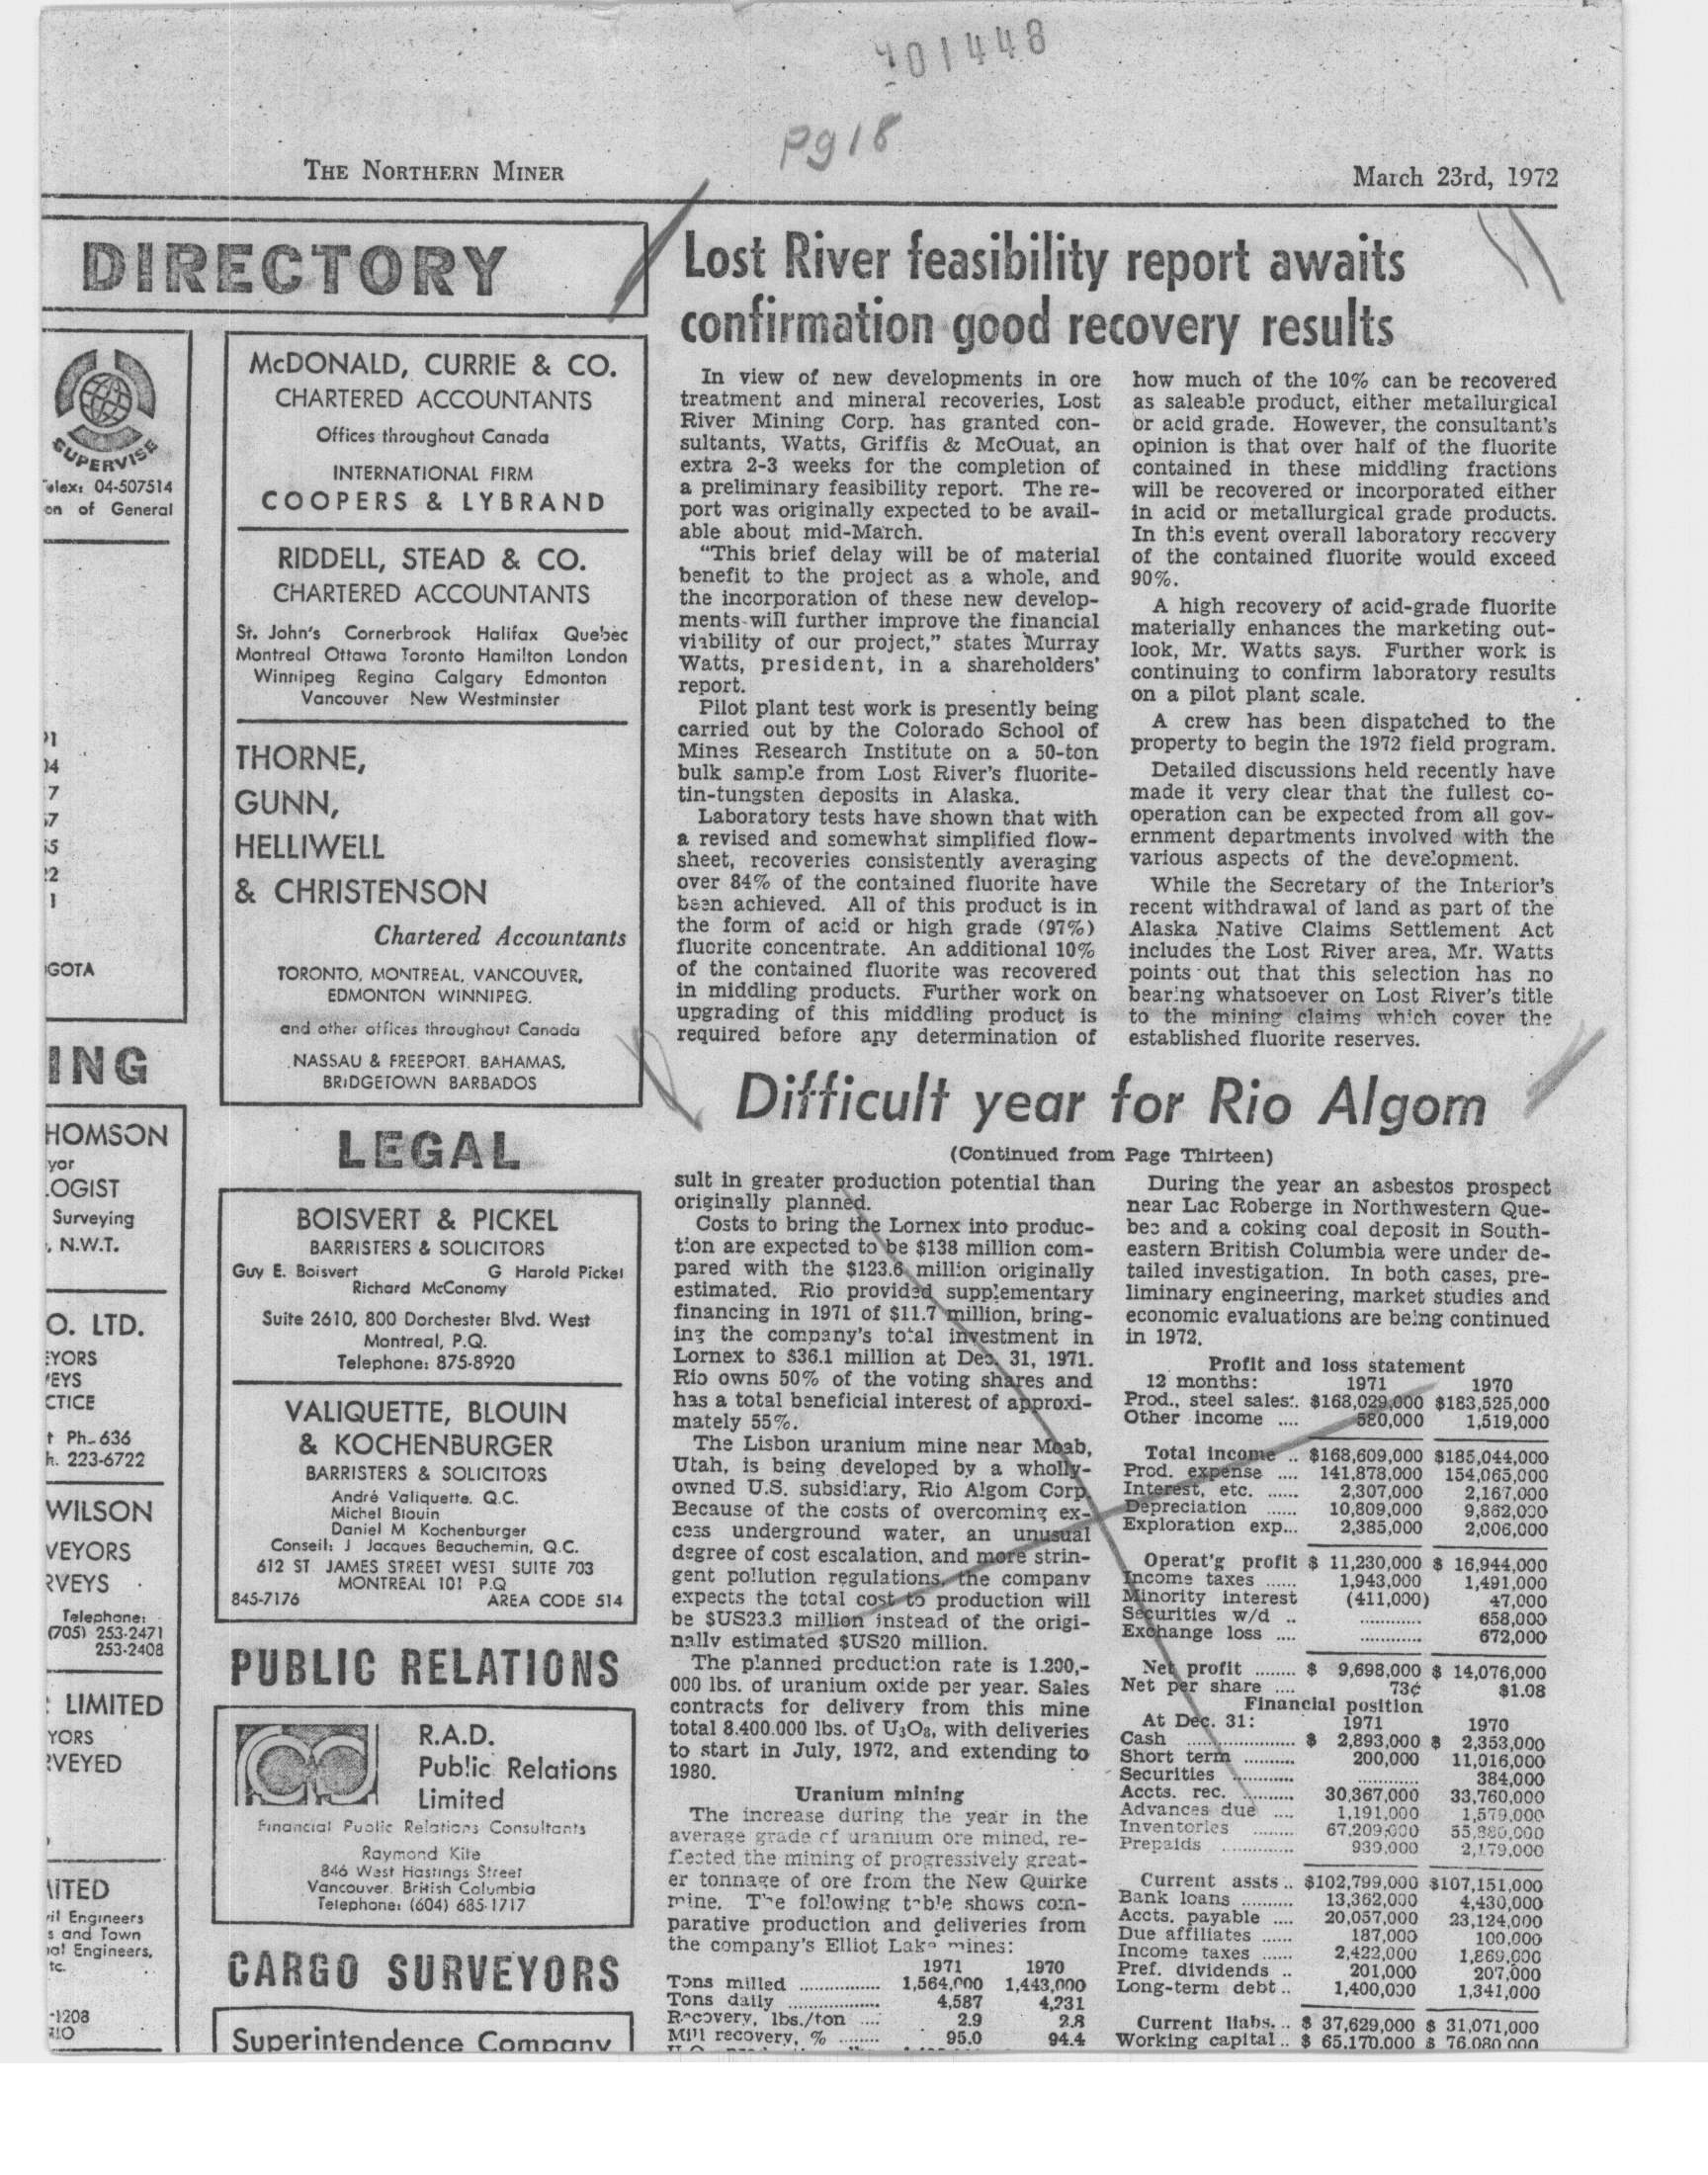 401448
Pg 18
THE NORTHERN MINER
March 23rd, 1972
DIRECTORY
SUPERVISE
elex: 04-507514
on of General
91
04
7
57
55
22
1
GOTA
ING
HOMSON
yor
LOGIST
Surveying
, N.W.T.
O. LTD.
EYORS
VEYS
CTICE
t Ph-636
h. 223-6722
WILSON
VEYORS
RVEYS
Telephone:
(705) 253-2471
253-2408
LIMITED
YORS
RVEYED
MITED
vil Engineers
s and Town
pal Engineers,
tc.
-1208
McDONALD, CURRIE & CO.
CHARTERED ACCOUNTANTS
Offices throughout Canada
INTERNATIONAL FIRM
COOPERS & LYBRAND
RIDDELL, STEAD & CO.
CHARTERED ACCOUNTANTS
St. John's Cornerbrook Halifax Quebec
Montreal Ottawa Toronto Hamilton London
Winnipeg Regina Calgary Edmonton
Vancouver New Westminster
THORNE,
GUNN,
HELLIWELL
& CHRISTENSON
Chartered Accountants
TORONTO, MONTREAL, VANCOUVER,
EDMONTON WINNIPEG.
and other offices throughout Canada
NASSAU & FREEPORT. BAHAMAS,
BRIDGETOWN BARBADOS
LEGAL
BOISVERT & PICKEL
BARRISTERS & SOLICITORS
Guy E. Boisvert G Harold Pickel
Richard McConomy
Suite 2610, 800 Dorchester Blvd. West
Montreal, P.Q.
Telephone: 875-8920
VALIQUETTE, BLOUIN
& KOCHENBURGER
BARRISTERS & SOLICITORS
André Valiquette. Q.C.
Michel Blouin
Daniel M Kochenburger
Conseil: J Jacques Beauchemin, Q.C.
612 ST JAMES STREET WEST SUITE 703
MONTREAL 101 P.Q
845-7176 AREA CODE 514
PUBLIC RELATIONS
R.A.D.
Public Relations
Limited
Financial Public Relations Consultants
Raymond Kite
846 West Hastings Street
Vancouver. British Columbia
Telephone: (604) 685-1717
CARGO SURVEYORS
Superintendence Company
Lost River feasibility report awaits
confirmation good recovery results
In view of new developments in ore
treatment and mineral recoveries, Lost
River Mining Corp. has granted con-
sultants, Watts, Griffis & McOuat, an
extra 2-3 weeks for the completion of
a preliminary feasibility report. The re-
port was originally expected to be avail-
able about mid-March.
"This brief delay will be of material
benefit to the project as a whole, and
the incorporation of these new develop-
ments will further improve the financial
viability of our project," states Murray
Watts, president, in a shareholders'
report.
Pilot plant test work is presently being
carried out by the Colorado School of
Mines Research Institute on a 50-ton
bulk sample from Lost River's fluorite-
tin-tungsten deposits in Alaska.
Laboratory tests have shown that with
a revised and somewhat simplified flow-
sheet, recoveries consistently averaging
over 84% of the contained fluorite have
been achieved. All of this product is in
the form of acid or high grade (97%)
fluorite concentrate. An additional 10%
of the contained fluorite was recovered
in middling products. Further work on
upgrading of this middling product is
required before any determination of
how much of the 10% can be recovered
as saleable product, either metallurgical
or acid grade. However, the consultant's
opinion is that over half of the fluorite
contained in these middling fractions
will be recovered or incorporated either
in acid or metallurgical grade products.
In this event overall laboratory recovery
of the contained fluorite would exceed
90%.
A high recovery of acid-grade fluorite
materially enhances the marketing out-
look, Mr. Watts says. Further work is
continuing to confirm laboratory results
on a pilot plant scale.
A crew has been dispatched to the
property to begin the 1972 field program.
Detailed discussions held recently have
made it very clear that the fullest co-
operation can be expected from all gov-
ernment departments involved with the
various aspects of the development.
While the Secretary of the Interior's
recent withdrawal of land as part of the
Alaska Native Claims Settlement Act
includes the Lost River area, Mr. Watts
points out that this selection has no
bearing whatsoever on Lost River's title
to the mining claims which cover the
established fluorite reserves.
Difficult year for Rio Algom
(Continued from Page Thirteen)
sult in greater production potential than
originally planned.
Costs to bring the Lornex into produc-
tion are expected to be $138 million com-
pared with the $123.6 million originally
estimated. Rio provided supplementary
financing in 1971 of $11.7 million, bring-
ing the company's total investment in
Lornex to $36.1 million at Dec. 31, 1971.
Rio owns 50% of the voting shares and
has a total beneficial interest of approxi-
mately 55%.
The Lisbon uranium mine near Moab,
Utah, is being developed by a wholly-
owned U.S. subsidiary, Rio Algom Corp.
Because of the costs of overcoming ex-
cess underground water, an unusual
degree of cost escalation, and more strin-
gent pollution regulations, the company
expects the total cost to production will
be $US23.3 million instead of the origi-
nally estimated $US20 million.
The planned production rate is 1.200,-
000 lbs. of uranium oxide per year. Sales
contracts for delivery from this mine
total 8.400.000 lbs. of U₃O₈, with deliveries
to start in July, 1972, and extending to
1980.
Uranium mining
The increase during the year in the
average grade of uranium ore mined, re-
flected the mining of progressively great-
er tonnage of ore from the New Quirke
mine. The following table shows com-
parative production and deliveries from
the company's Elliot Lake mines:
1971 1970
Tons milled ............... 1,564,000 1,443,000
Tons daily ................. 4,587 4,231
Recovery, lbs./ton .... 2.9 2.8
Mill recovery, % ........ 95.0 94.4
During the year an asbestos prospect
near Lac Roberge in Northwestern Que-
bec and a coking coal deposit in South-
eastern British Columbia were under de-
tailed investigation. In both cases, pre-
liminary engineering, market studies and
economic evaluations are being continued
in 1972.
Profit and loss statement
12 months: 1971 1970
Prod., steel sales.. $168,029,000 $183,525,000
Other income .... 580,000 1,519,000
Total income .. $168,609,000 $185,044,000
Prod. expense .... 141,878,000 154,065,000
Interest, etc. ...... 2,307,000 2,167,000
Depreciation ...... 10,809,000 9,862,000
Exploration exp... 2,385,000 2,006,000
Operat'g profit $ 11,230,000 $ 16,944,000
Income taxes ...... 1,943,000 1,491,000
Minority interest (411,000) 47,000
Securities w/d .. ............ 658,000
Exchange loss .... ............ 672,000
Net profit ........ $ 9,698,000 $ 14,076,000
Net per share .... 73¢ $1.08
Financial position
At Dec. 31: 1971 1970
Cash .................... $ 2,893,000 $ 2,353,000
Short term .......... 200,000 11,016,000
Securities ............ ............ 384,000
Accts. rec. .......... 30,367,000 33,760,000
Advances due .... 1,191,000 1,579,000
Inventories ........ 67,209,000 55,880,000
Prepaids ............. 939,000 2,179,000
Current assts.. $102,799,000 $107,151,000
Bank loans .......... 13,362,000 4,430,000
Accts. payable .... 20,057,000 23,124,000
Due affiliates ...... 187,000 100,000
Income taxes ...... 2,422,000 1,869,000
Pref. dividends .. 201,000 207,000
Long-term debt.. 1,400,000 1,341,000
Current liabs. .. $ 37,629,000 $ 31,071,000
Working capital.. $ 65,170,000 $ 76,080,000